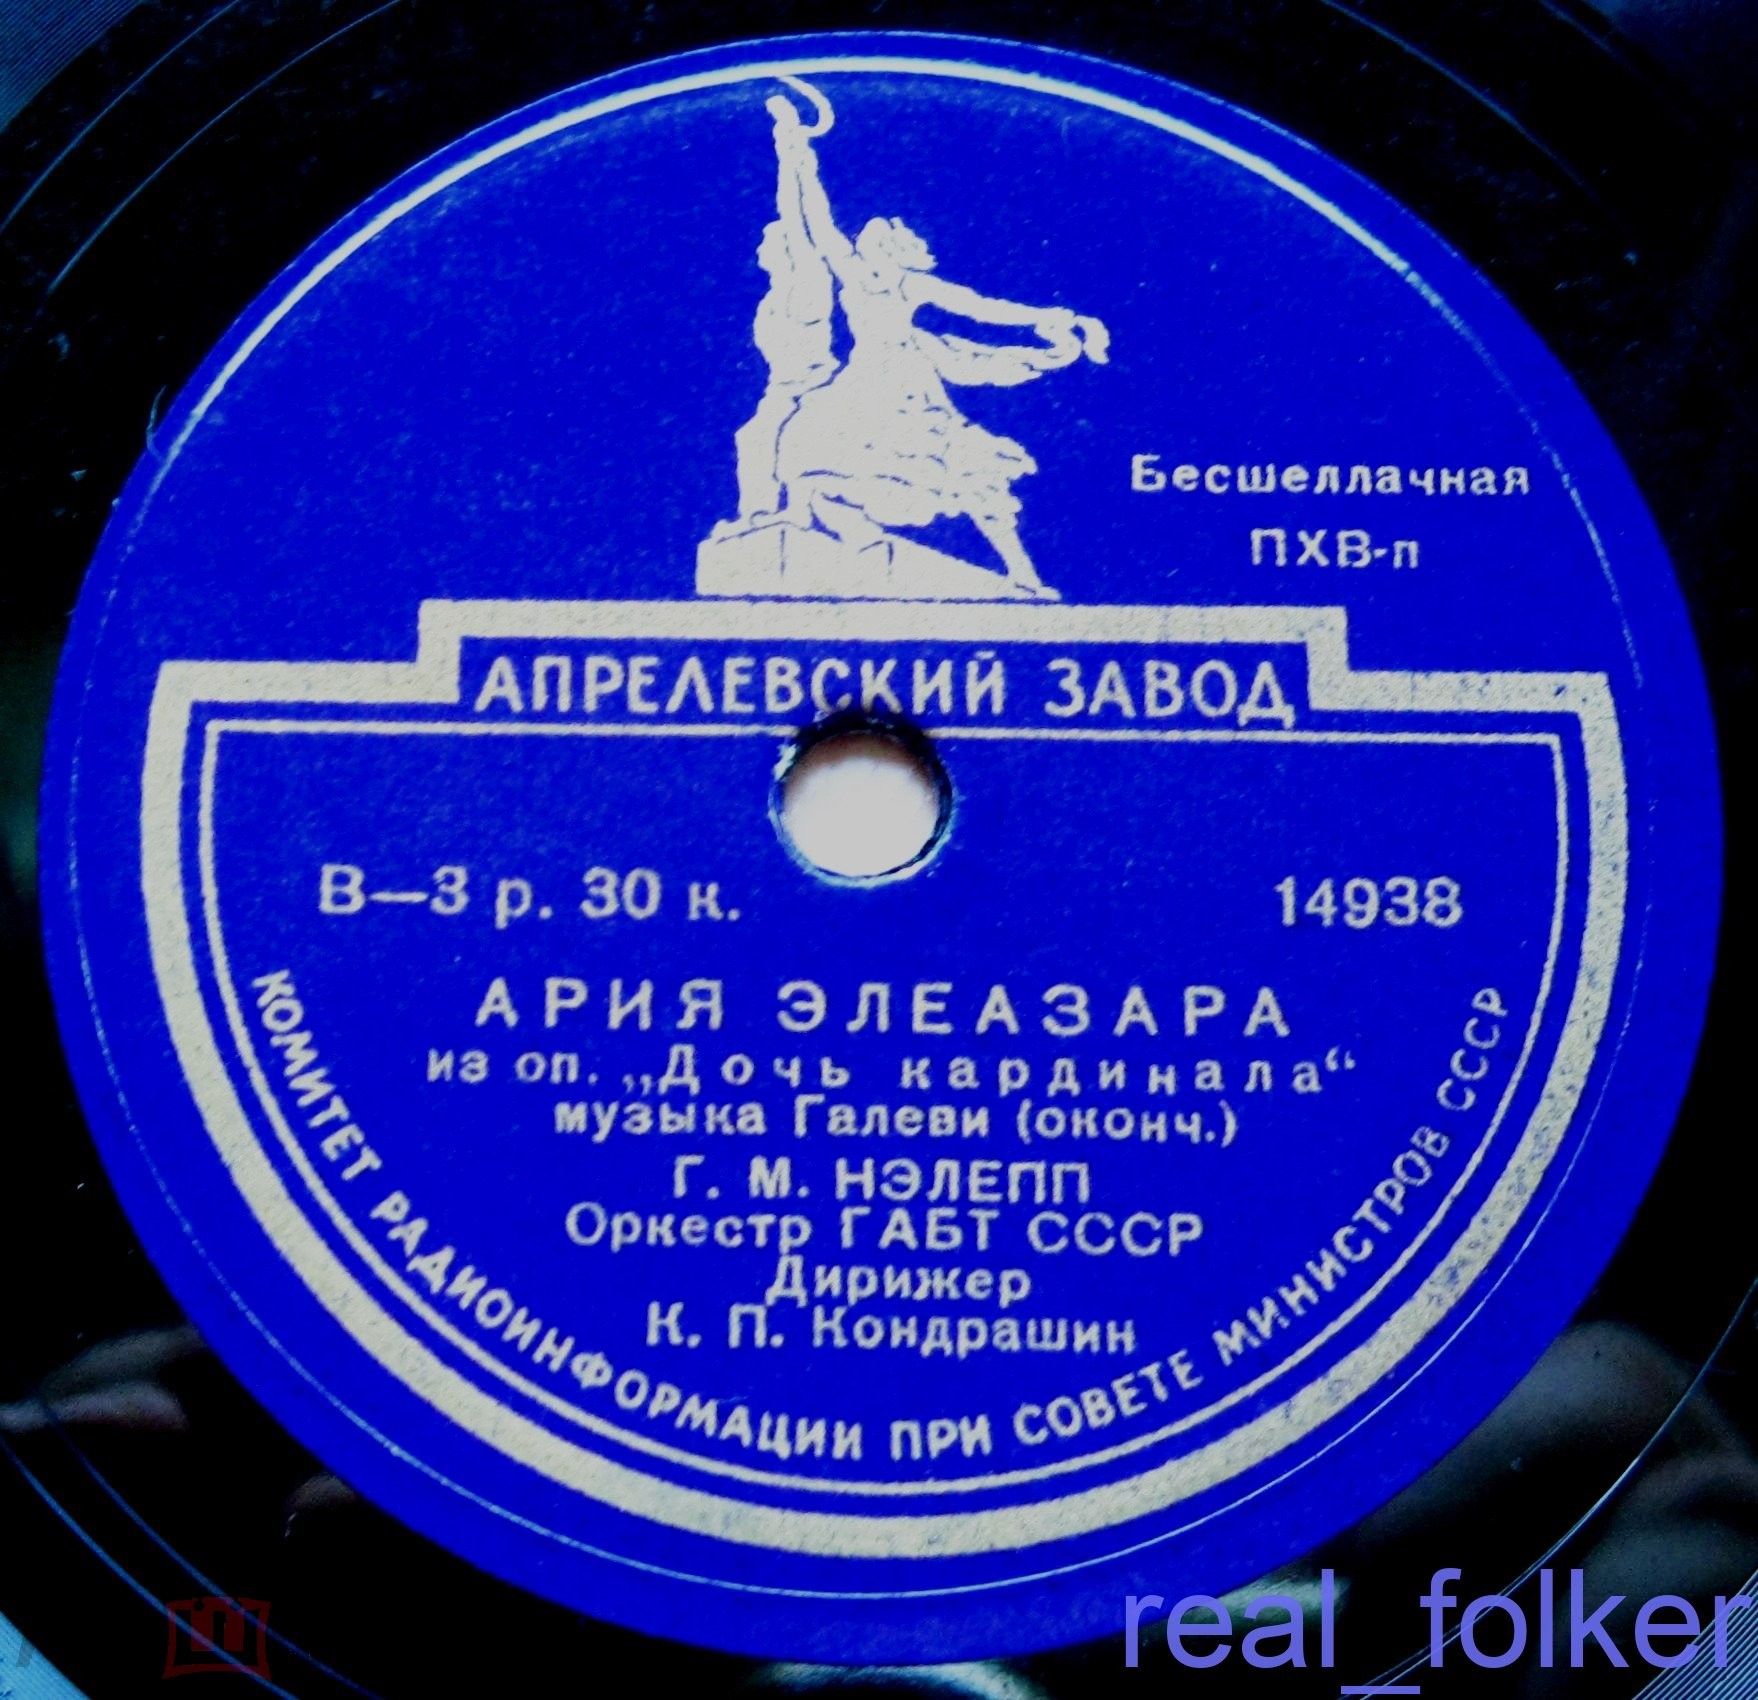 Бесшеллачная
ПХВ-п
АПРЕЛЕВСКИЙ ЗАВОД
В—3 р. 30 к.
14938
АРИЯ ЭЛЕАЗАРА
из оп. „Дочь кардинала“
музыка Галеви (оконч.)
Г. М. НЭЛЕПП
Оркестр ГАБТ СССР
Дирижер
К. П. Кондрашин
КОМИТЕТ РАДИОИНФОРМАЦИИ ПРИ СОВЕТЕ МИНИСТРОВ СССР
real_folker